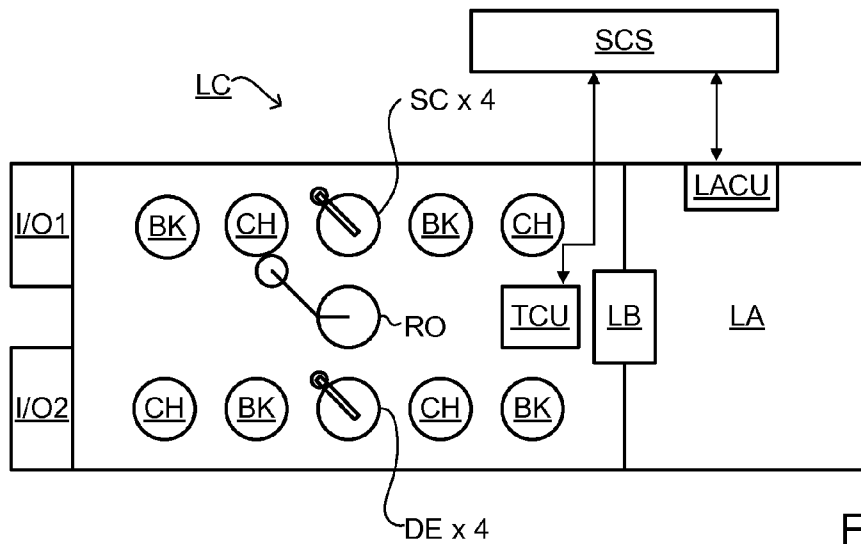 SCS
LC
SC x 4
LACU
I/O1
BK
CH
BK
CH
RO
TCU
LB
LA
I/O2
CH
BK
CH
BK
DE x 4
F